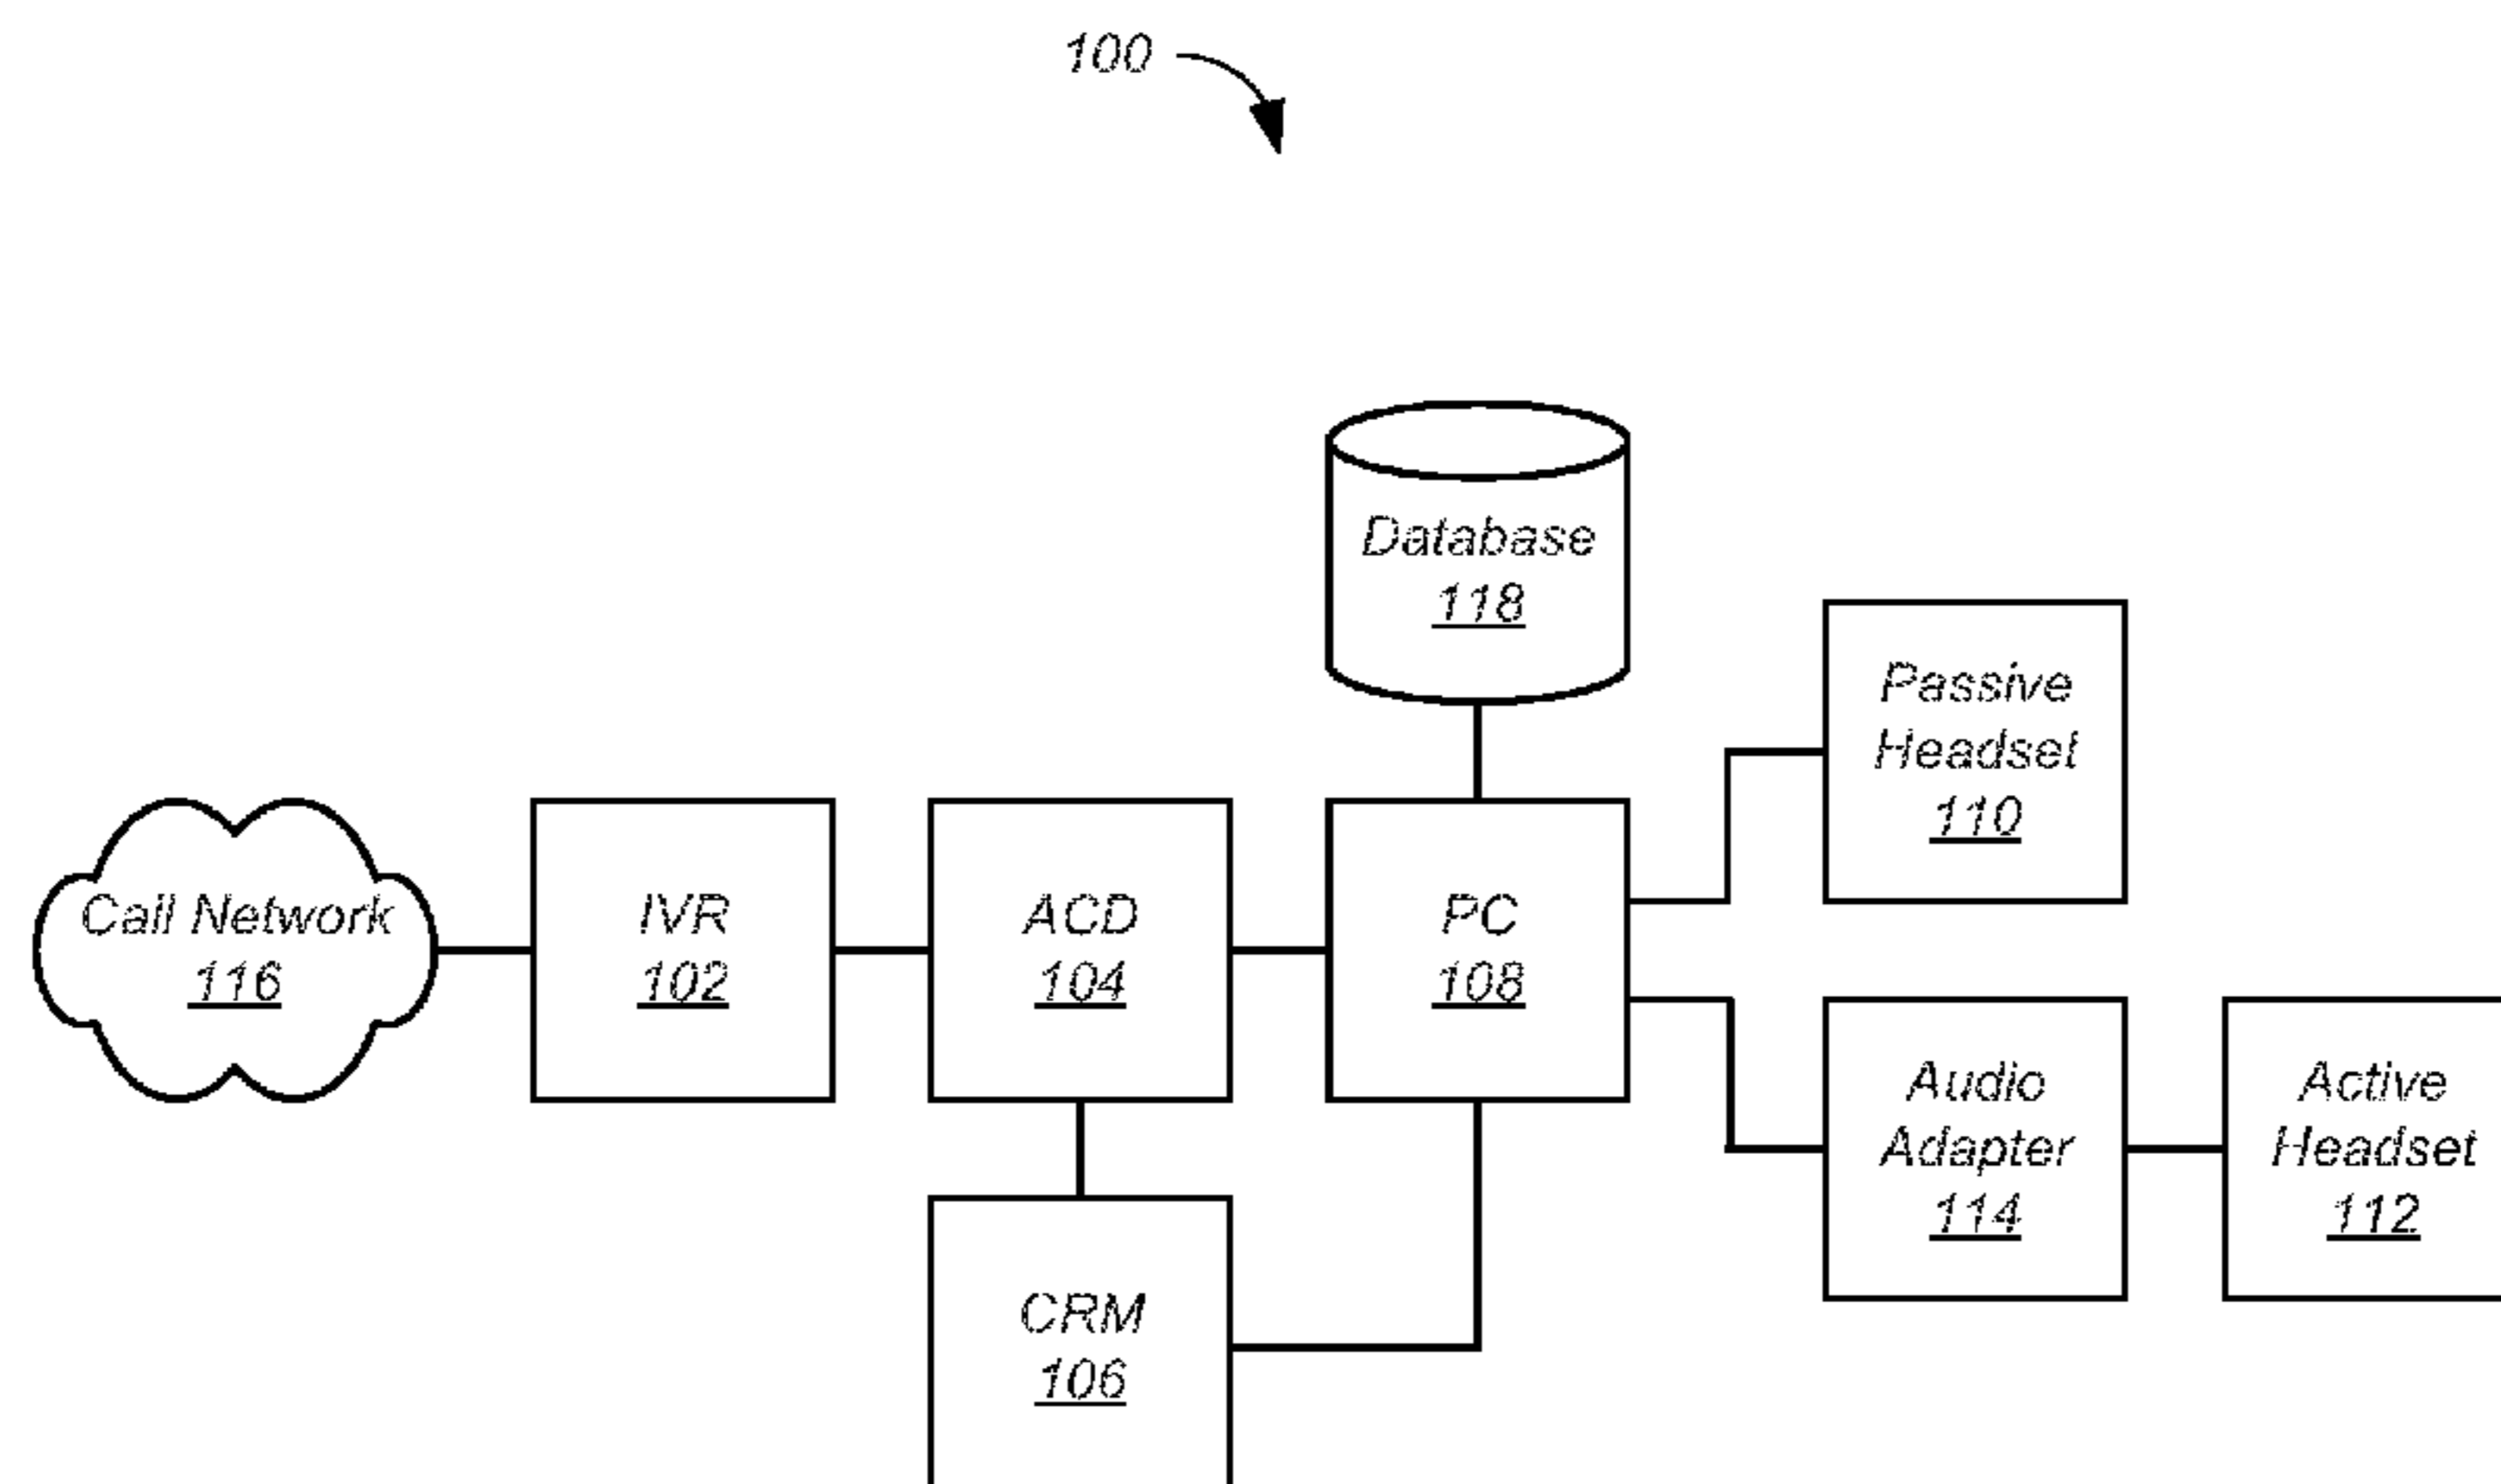 100
Database
118
Passive
Headset
110
Call Network
116
IVR
102
ACD
104
PC
108
Audio
Adapter
114
Active
Headset
112
CRM
106